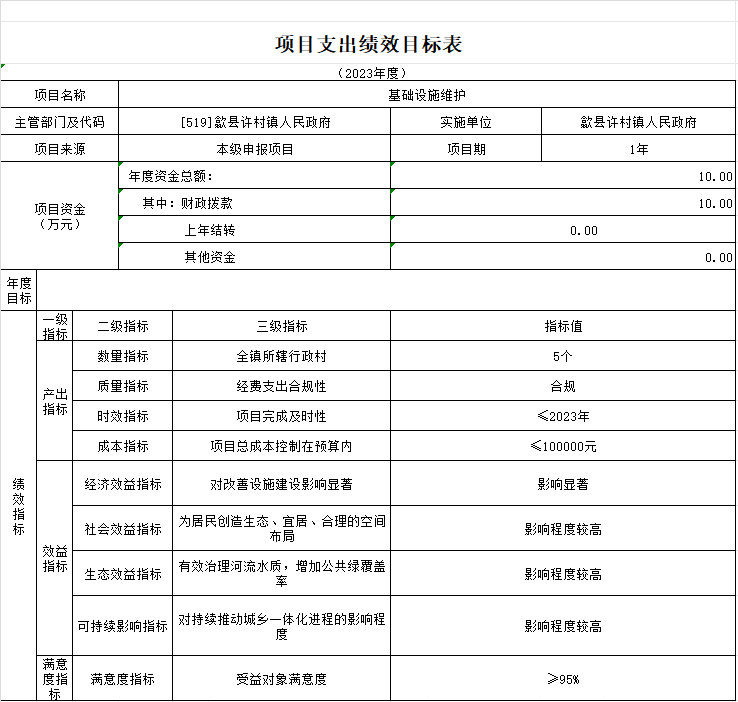 项目支出绩效目标表
（2023年度）
项目名称 基础设施维护
主管部门及代码 [519]歙县许村镇人民政府 实施单位 歙县许村镇人民政府
项目来源 本级申报项目 项目期 1年
项目资金
（万元）
年度资金总额： 10.00
其中：财政拨款 10.00
上年结转 0.00
其他资金 0.00
年度
目标
绩
效
指
标
一级
指标
二级指标 三级指标 指标值
产出
指标
数量指标 全镇所辖行政村 5个
质量指标 经费支出合规性 合规
时效指标 项目完成及时性 ≤2023年
成本指标 项目总成本控制在预算内 ≤100000元
效益
指标
经济效益指标 对改善设施建设影响显著 影响显著
社会效益指标 为居民创造生态、宜居、合理的空间
布局 影响程度较高
生态效益指标 有效治理河流水质，增加公共绿覆盖
率 影响程度较高
可持续影响指标 对持续推动城乡一体化进程的影响程
度 影响程度较高
满意
度指
标
满意度指标 受益对象满意度 ≥95%